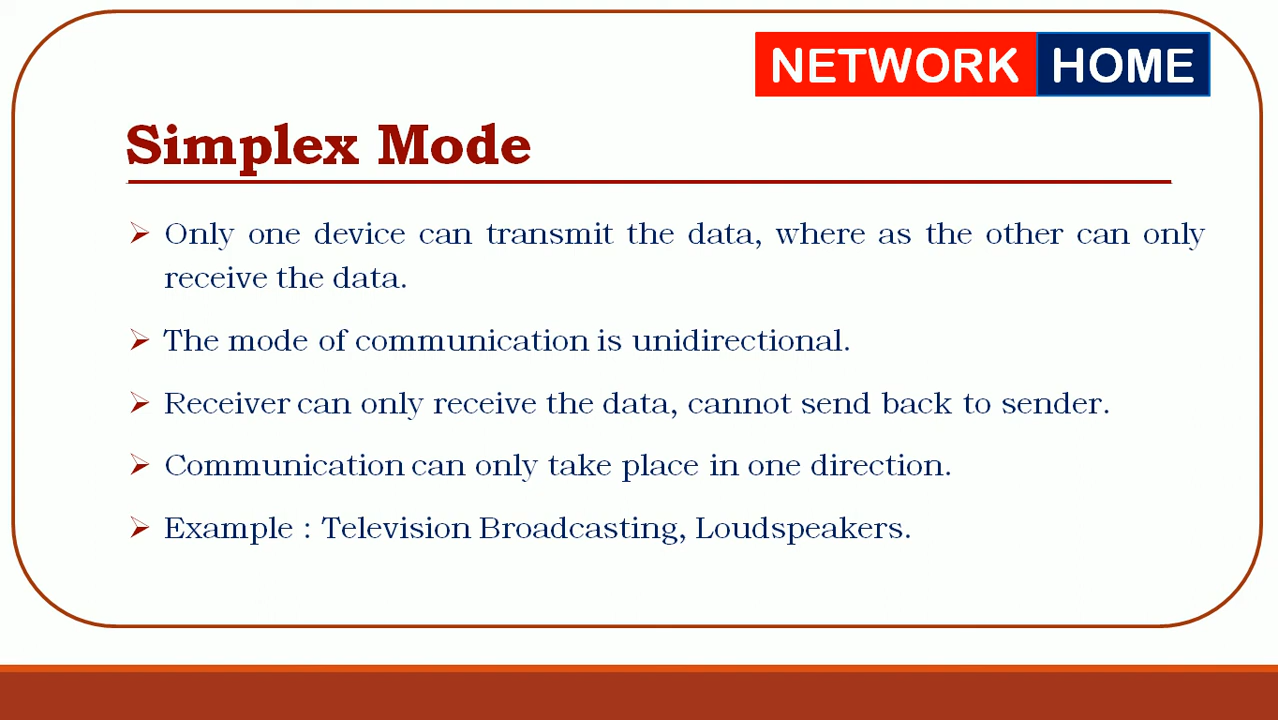 NETWORK HOME
Simplex Mode
➢ Only one device can transmit the data, where as the other can only
receive the data.
➢ The mode of communication is unidirectional.
➢ Receiver can only receive the data, cannot send back to sender.
➢ Communication can only take place in one direction.
➢ Example : Television Broadcasting, Loudspeakers.